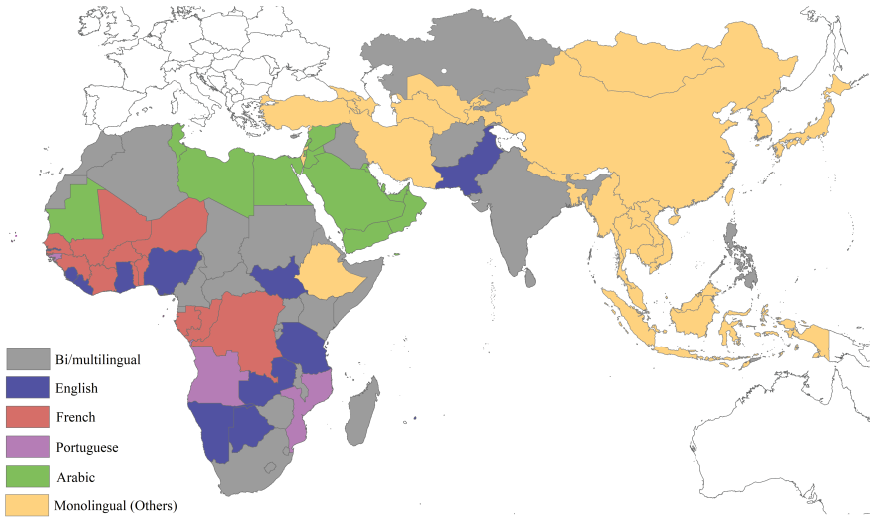 Bi/multilingual
English
French
Portuguese
Arabic
Monolingual (Others)